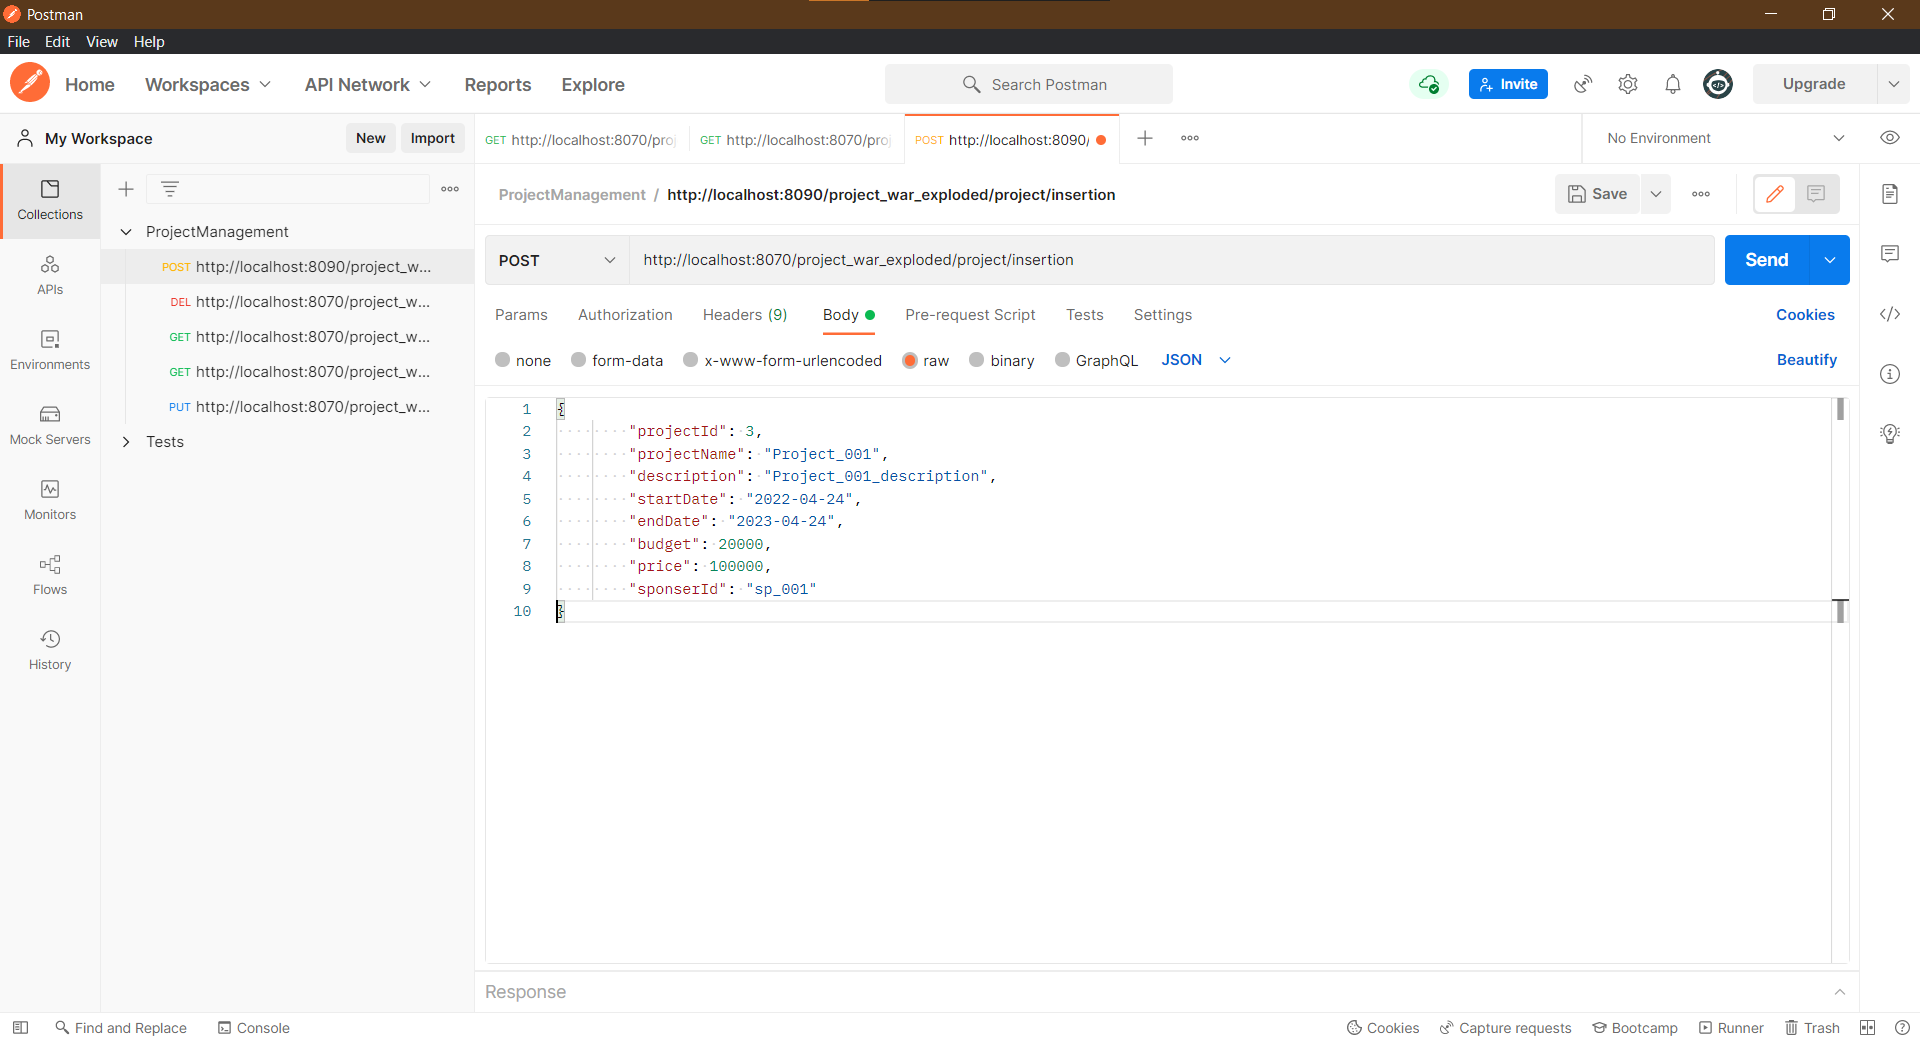 Postman
File Edit View Help
Home Workspaces API Network Reports Explore Search Postman Invite Upgrade
My Workspace New Import GET http://localhost:8070/proj GET http://localhost:8070/proj POST http://localhost:8090/ No Environment
Collections
APIs
Environments
Mock Servers
Monitors
Flows
History
ProjectManagement
POST http://localhost:8090/project_w...
DEL http://localhost:8070/project_w...
GET http://localhost:8070/project_w...
GET http://localhost:8070/project_w...
PUT http://localhost:8070/project_w...
Tests
ProjectManagement / http://localhost:8090/project_war_exploded/project/insertion Save
POST http://localhost:8070/project_war_exploded/project/insertion Send
Params Authorization Headers (9) Body Pre-request Script Tests Settings Cookies
none form-data x-www-form-urlencoded raw binary GraphQL JSON Beautify
1 {
2 "projectId": 3,
3 "projectName": "Project_001",
4 "description": "Project_001_description",
5 "startDate": "2022-04-24",
6 "endDate": "2023-04-24",
7 "budget": 20000,
8 "price": 100000,
9 "sponserId": "sp_001"
10 }
Response
Find and Replace Console Cookies Capture requests Bootcamp Runner Trash